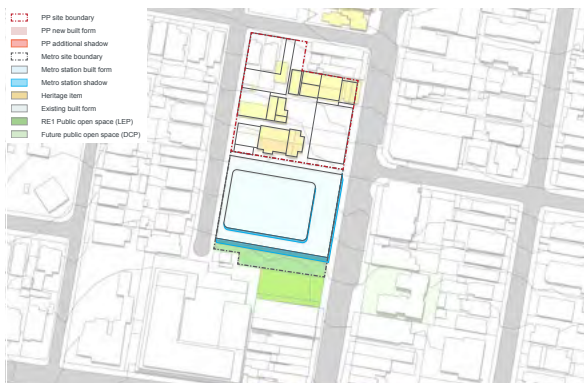 PP site boundary
PP new built form
PP additional shadow
Metro site boundary
Metro station built form
Metro station shadow
Heritage item
Existing built form
RE1 Public open space (LEP)
Future public open space (DCP)